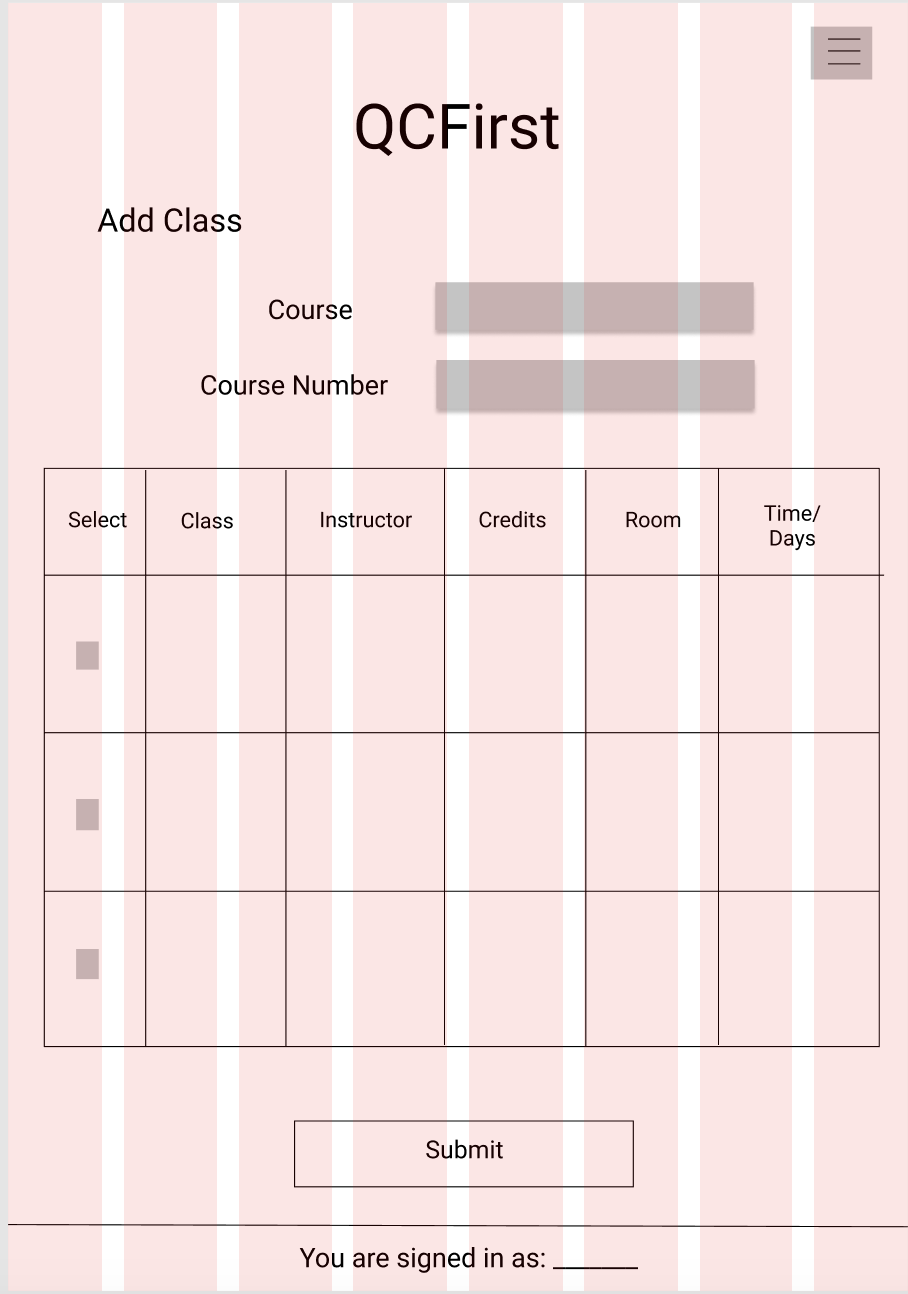 QCFirst
Add Class
Course
Course Number
Select Class Instructor Credits Room Time/
Days
Submit
You are signed in as: ______